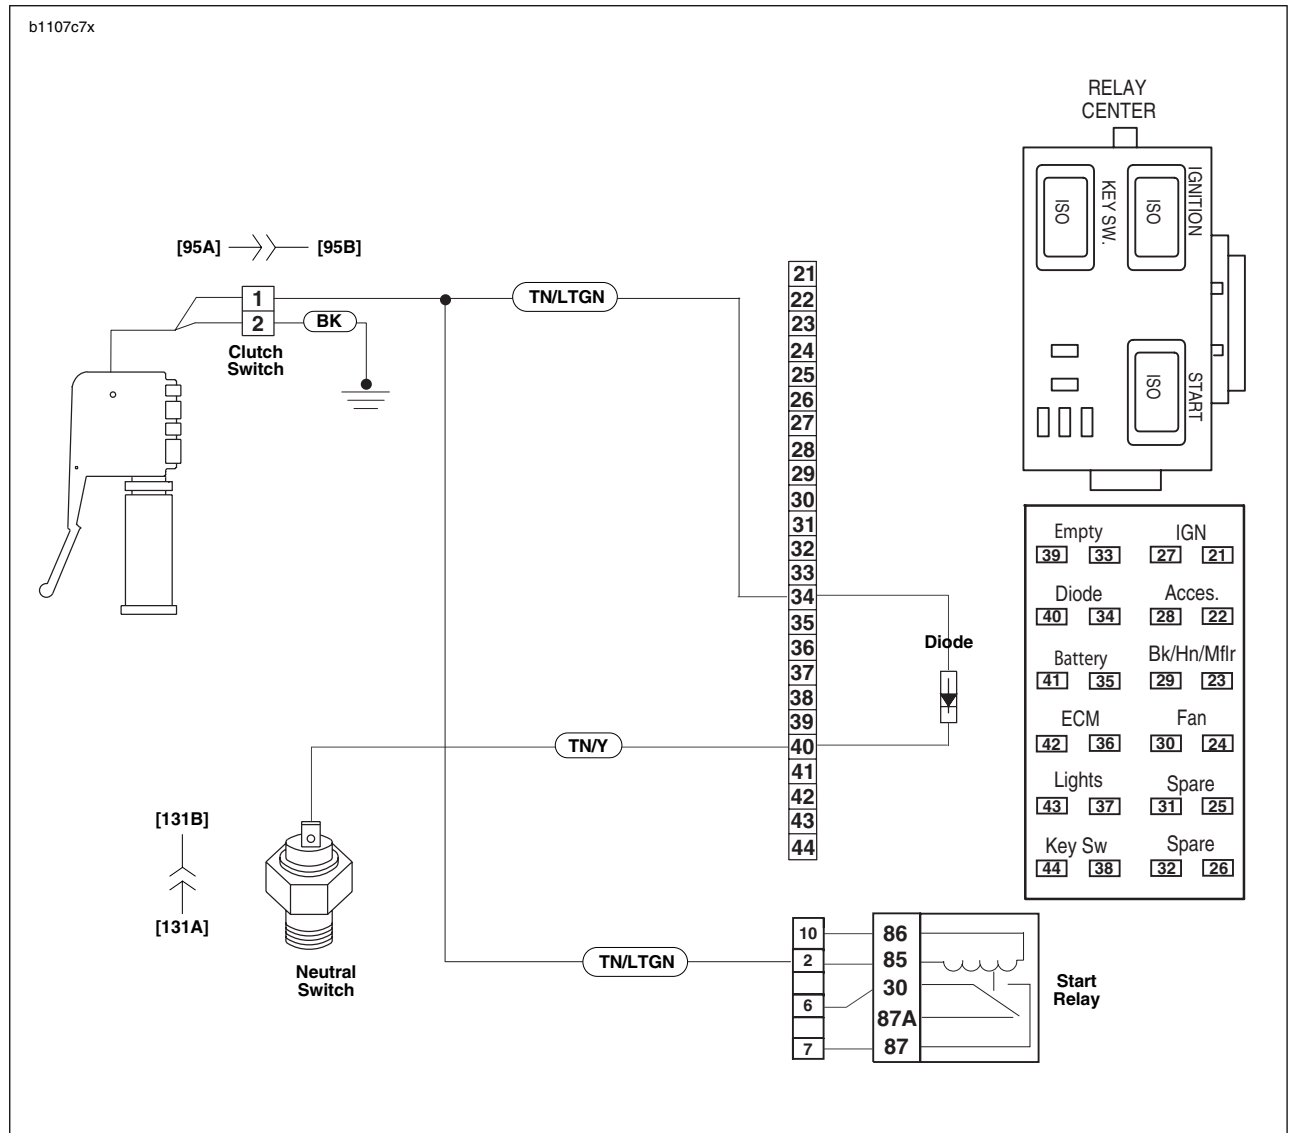 b1107c7x
RELAY
CENTER
KEY SW.
IGNITION
ISO
ISO
START
ISO
[95A]
[95B]
1
2
BK
TN/LTGN
Clutch
Switch
21
22
23
24
25
26
27
28
29
30
31
32
33
34
35
36
37
38
39
40
41
42
43
44
Diode
TN/Y
[131B]
[131A]
Neutral
Switch
TN/LTGN
10
2
6
7
86
85
30
87A
87
Start
Relay
Empty IGN
39 33 27 21
Diode Acces.
40 34 28 22
Battery Bk/Hn/Mflr
41 35 29 23
ECM Fan
42 36 30 24
Lights Spare
43 37 31 25
Key Sw Spare
44 38 32 26